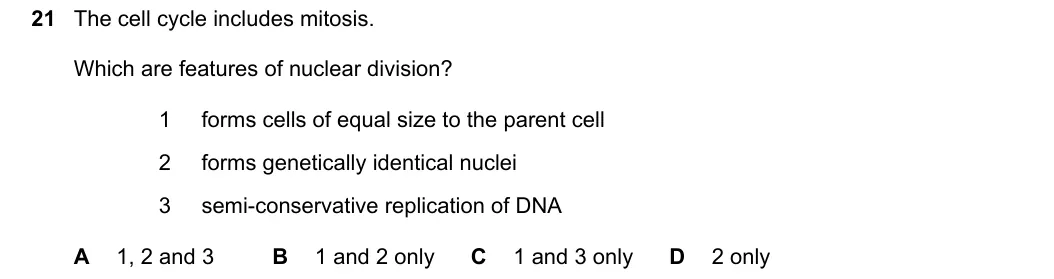 21 The cell cycle includes mitosis.
Which are features of nuclear division?
1 forms cells of equal size to the parent cell
2 forms genetically identical nuclei
3 semi-conservative replication of DNA
A 1, 2 and 3 B 1 and 2 only C 1 and 3 only D 2 only